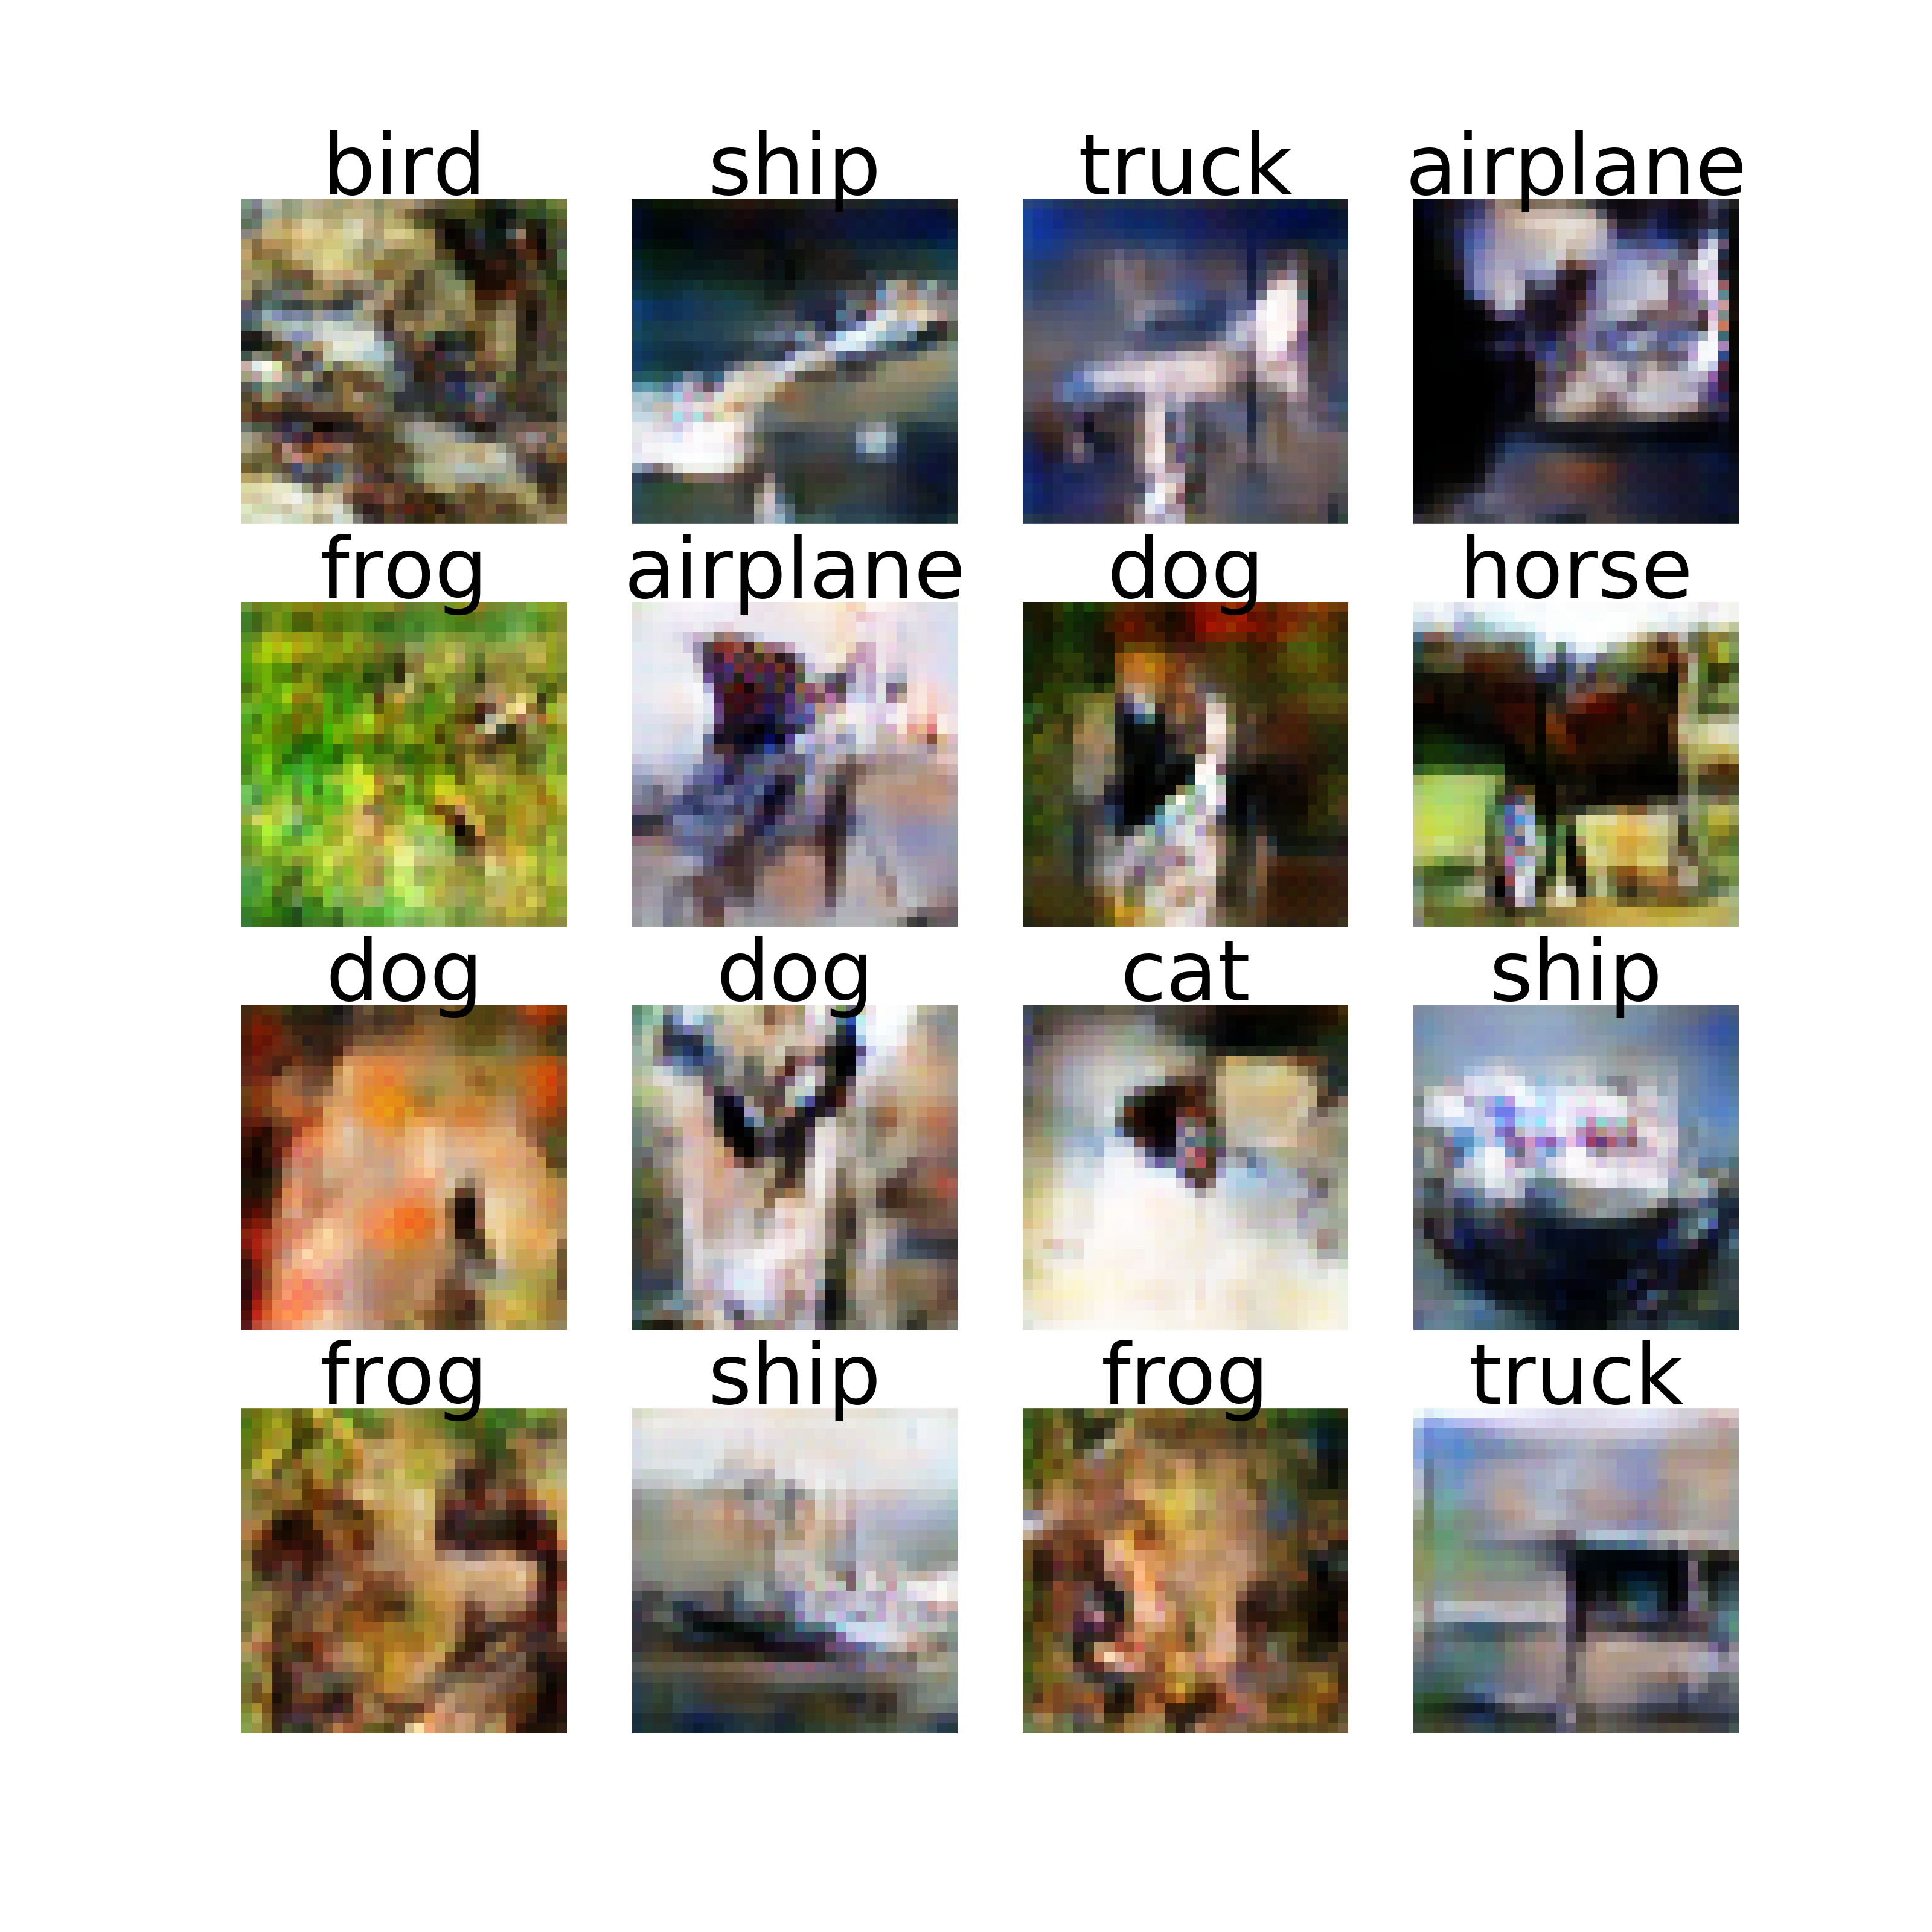 bird ship truck airplane
frog airplane dog horse
dog dog cat ship
frog ship frog truck